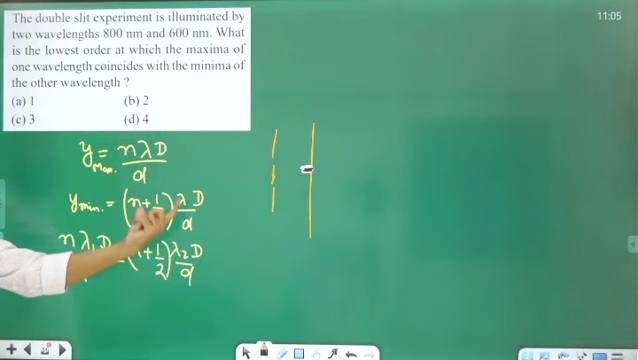 The double slit experiment is illuminated by
two wavelengths 800 nm and 600 nm. What
is the lowest order at which the maxima of
one wavelength coincides with the minima of
the other wavelength ?
(a) 1 (b) 2
(c) 3 (d) 4
11:05
y Max. = nλD / d
y min. = (n + 1/ ) λD / d
nλ₁D = ( + 1/2) λ₂D / d